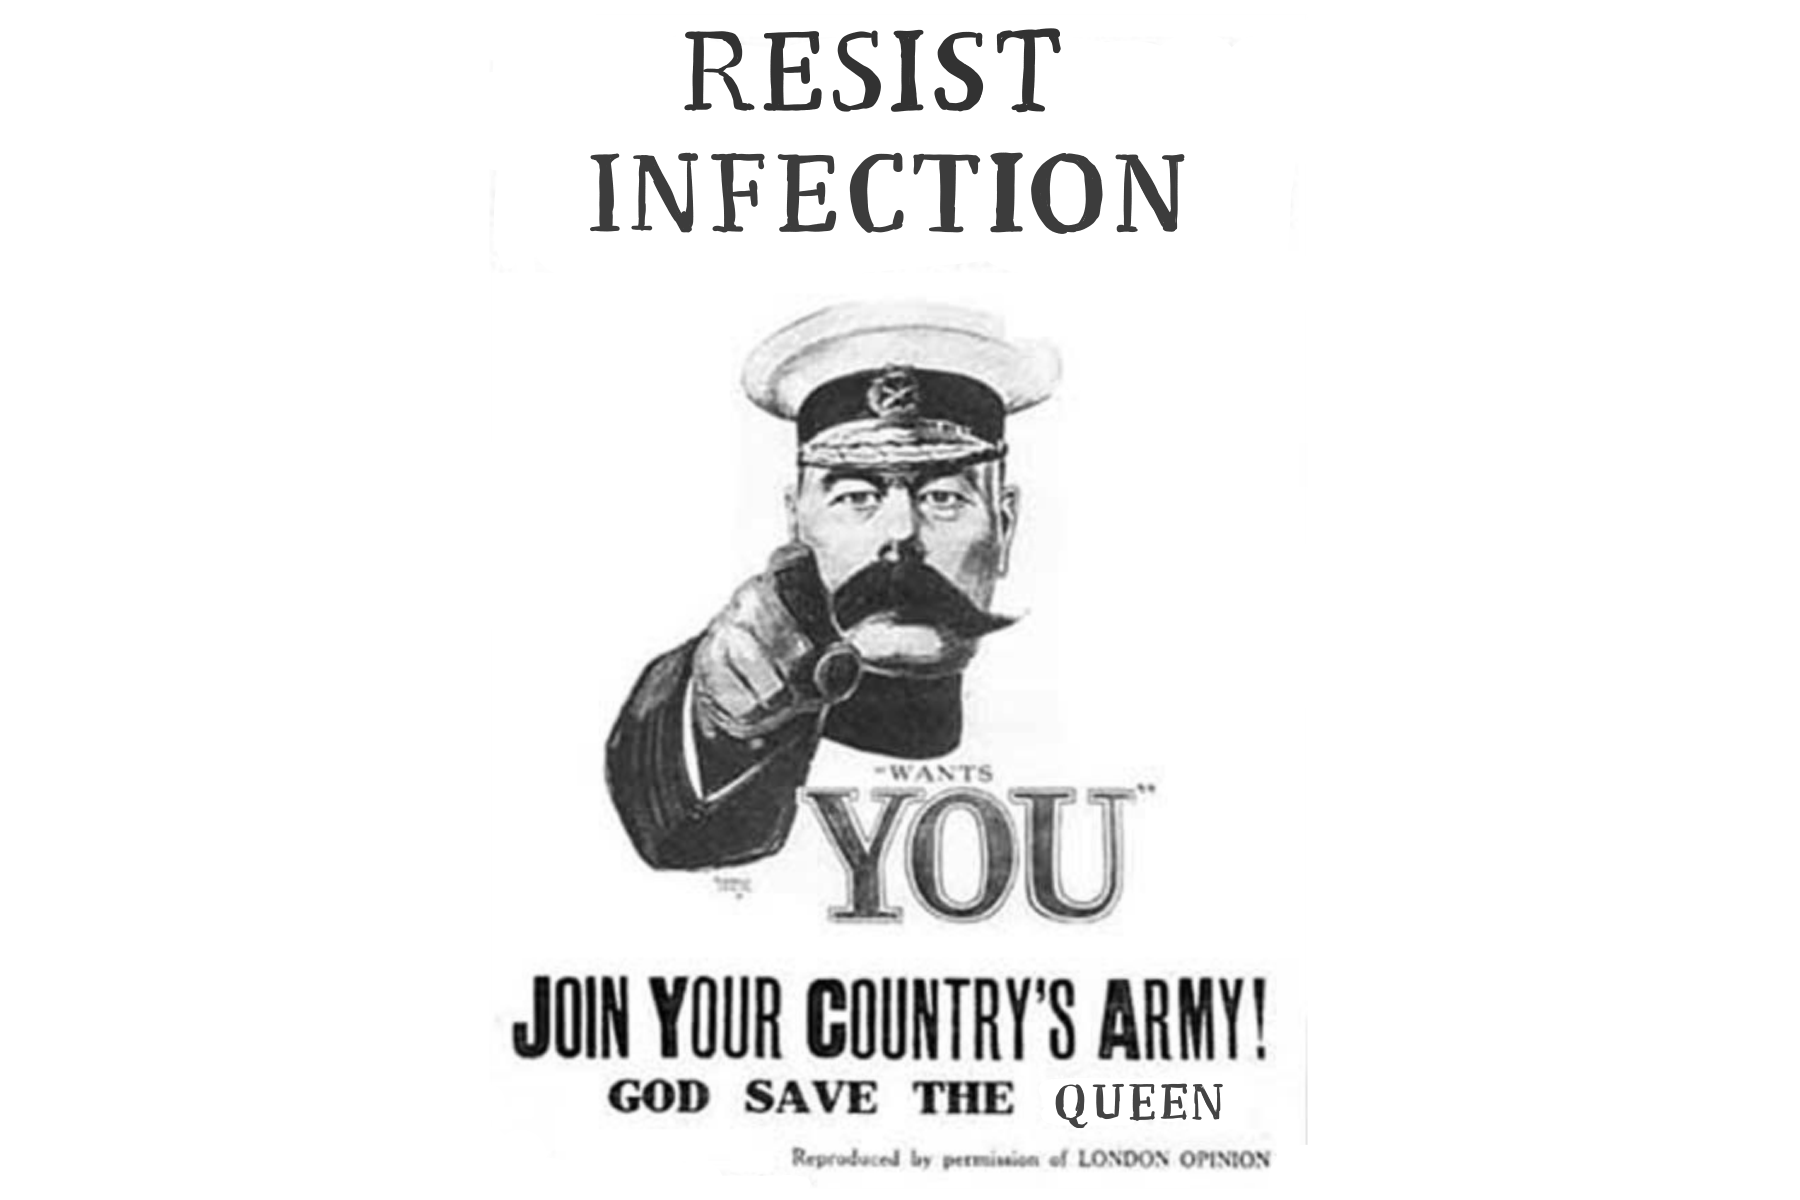 RESIST
INFECTION
"WANTS
YOU"
JOIN YOUR COUNTRY'S ARMY!
GOD SAVE THE QUEEN
Reproduced by permission of LONDON OPINION